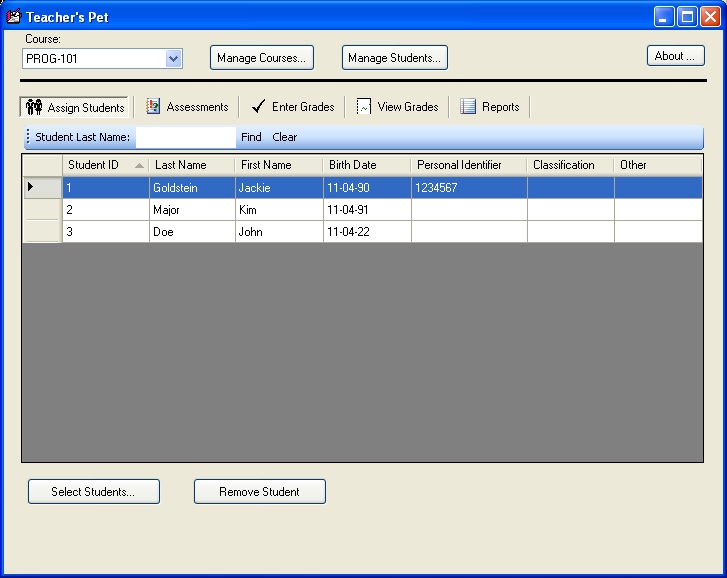 Teacher's Pet
Course:
PROG-101
Manage Courses...
Manage Students...
About ...
Assign Students
Assessments
Enter Grades
View Grades
Reports
Student Last Name:
Find
Clear
Student ID Last Name First Name Birth Date Personal Identifier Classification Other
1 Goldstein Jackie 11-04-90 1234567
2 Major Kim 11-04-91
3 Doe John 11-04-22
Select Students...
Remove Student